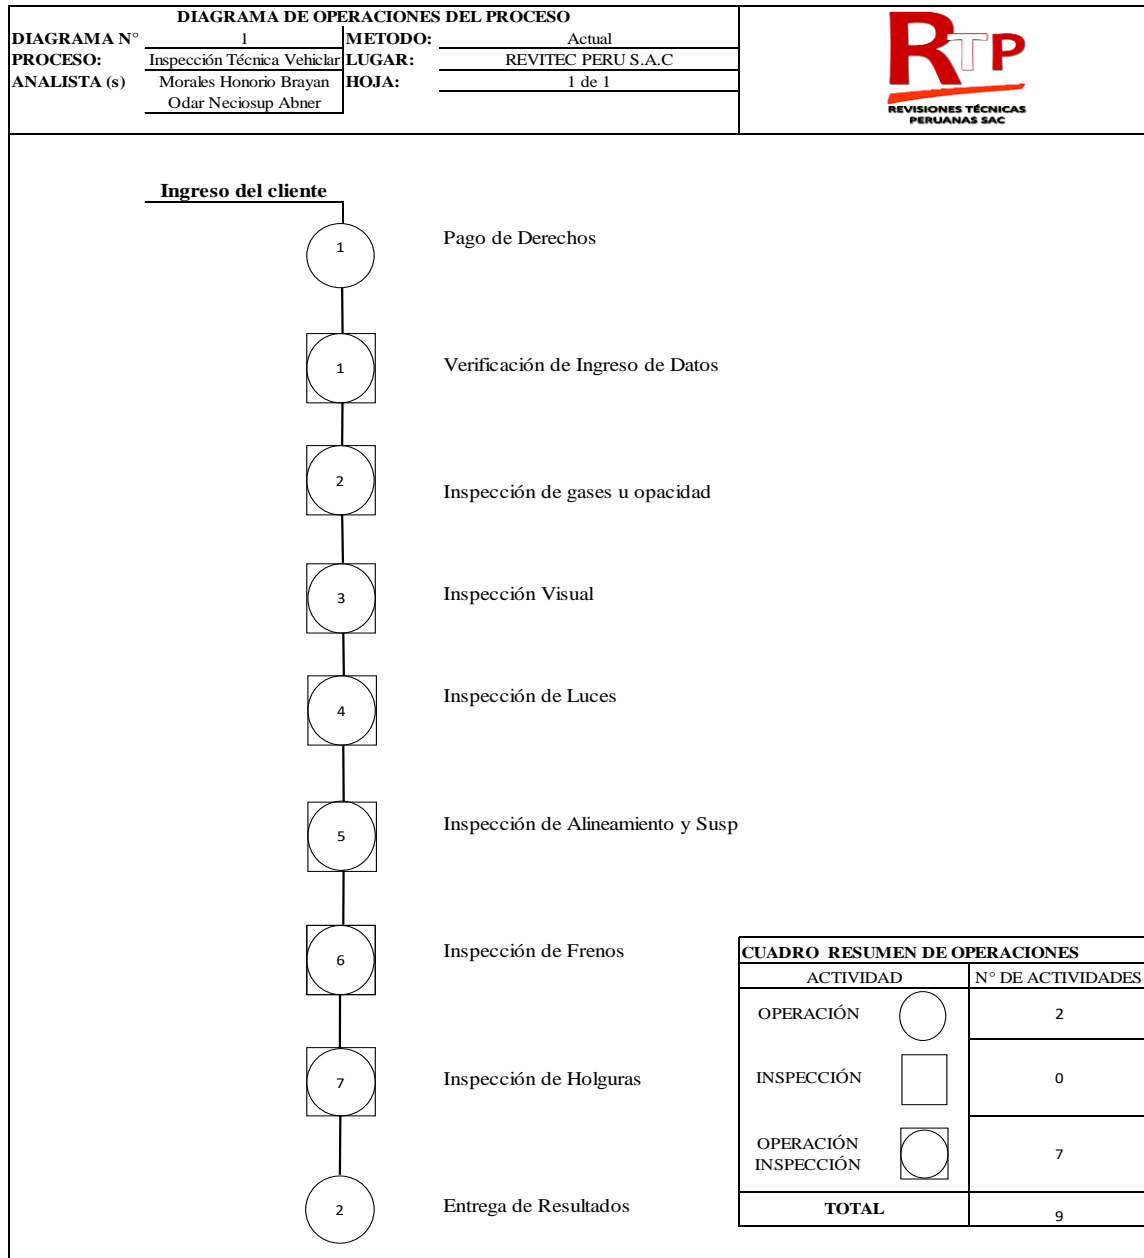 DIAGRAMA DE OPERACIONES DEL PROCESO
DIAGRAMA N° 1 METODO: Actual
PROCESO: Inspección Técnica Vehiclar LUGAR: REVITEC PERU S.A.C
ANALISTA (s) Morales Honorio Brayan HOJA: 1 de 1
Odar Neciosup Abner
RTP
REVISIONES TÉCNICAS
PERUANAS SAC
Ingreso del cliente
1 Pago de Derechos
1 Verificación de Ingreso de Datos
2 Inspección de gases u opacidad
3 Inspección Visual
4 Inspección de Luces
5 Inspección de Alineamiento y Susp
6 Inspección de Frenos
7 Inspección de Holguras
2 Entrega de Resultados
CUADRO RESUMEN DE OPERACIONES
ACTIVIDAD N° DE ACTIVIDADES
OPERACIÓN 2
INSPECCIÓN 0
OPERACIÓN
INSPECCIÓN 7
TOTAL 9